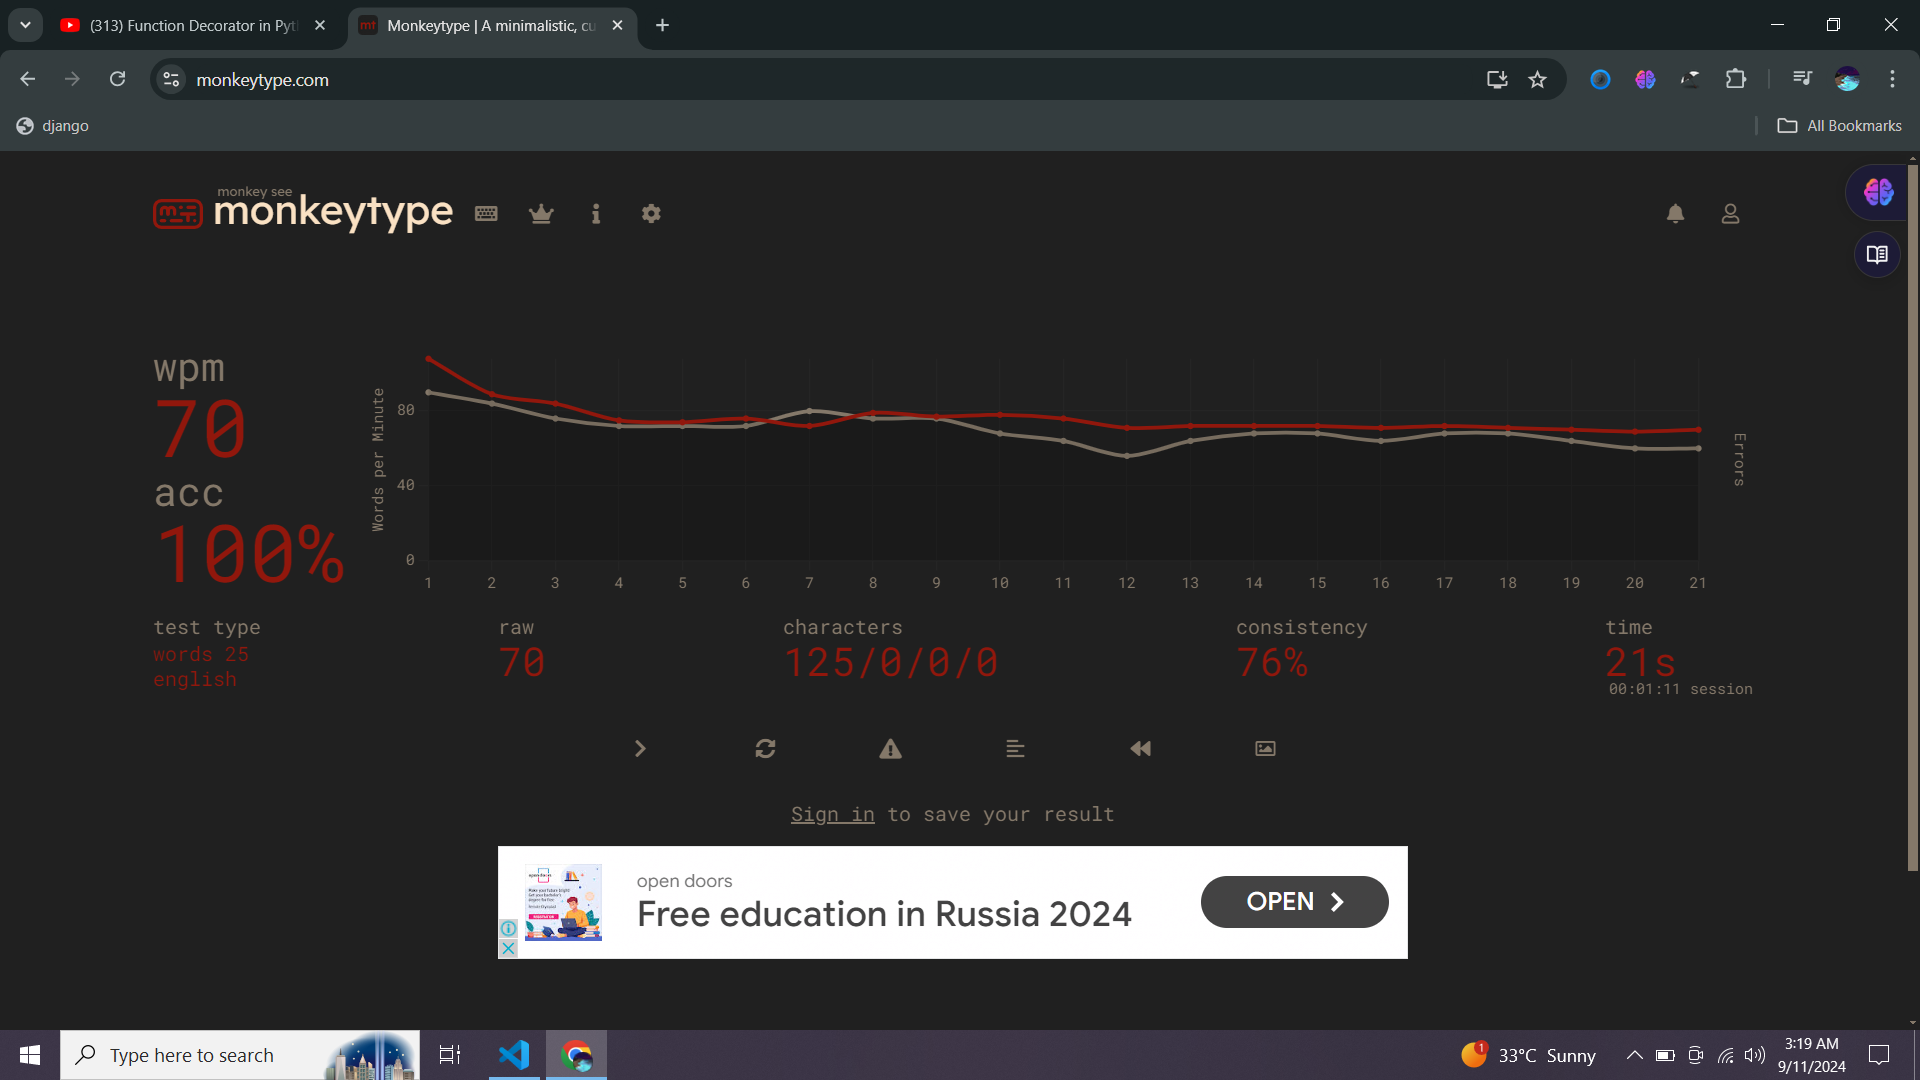 (313) Function Decorator in Pyt
Monkeytype | A minimalistic, cu
monkeytype.com
django
All Bookmarks
monkey see
monkeytype
wpm
70
acc
100%
Words per Minute
80
40
0
1 2 3 4 5 6 7 8 9 10 11 12 13 14 15 16 17 18 19 20 21
Errors
test type
words 25
english
raw
70
characters
125/0/0/0
consistency
76%
time
21s
00:01:11 session
Sign in to save your result
open doors
Free education in Russia 2024
OPEN
Type here to search
1
33°C Sunny
3:19 AM
9/11/2024